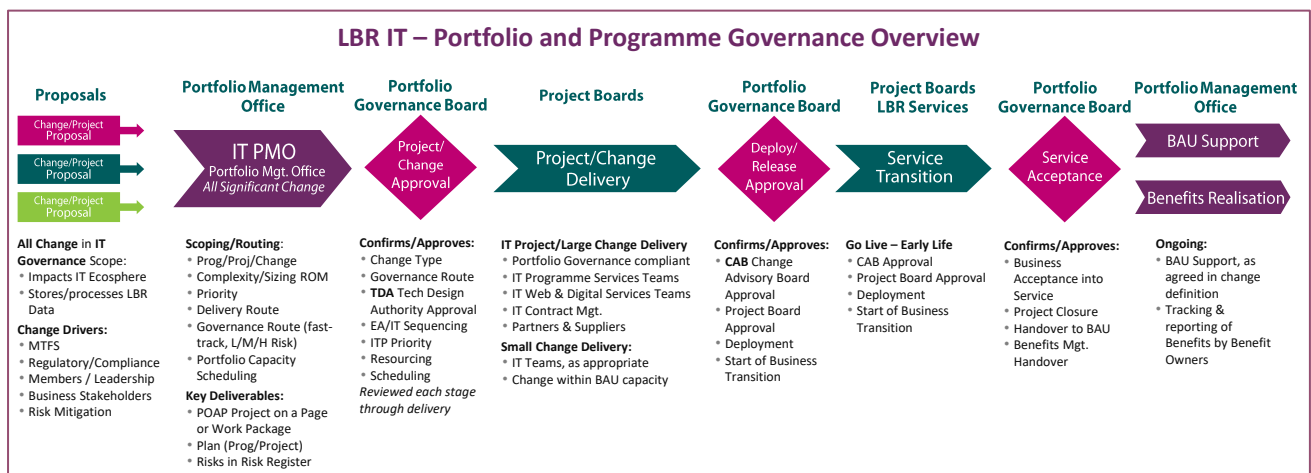 LBR IT – Portfolio and Programme Governance Overview
Proposals
Change/Project
Proposal
Change/Project
Proposal
Change/Project
Proposal
All Change in IT
Governance Scope:
• Impacts IT Ecosphere
• Stores/processes LBR
Data
Change Drivers:
• MTFS
• Regulatory/Compliance
• Members / Leadership
• Business Stakeholders
• Risk Mitigation
Portfolio Management
Office
IT PMO
Portfolio Mgt. Office
All Significant Change
Scoping/Routing:
• Prog/Proj/Change
• Complexity/Sizing ROM
• Priority
• Delivery Route
• Governance Route (fast-
track, L/M/H Risk)
• Portfolio Capacity
Scheduling
Key Deliverables:
• POAP Project on a Page
or Work Package
• Plan (Prog/Project)
• Risks in Risk Register
Portfolio
Governance Board
Project/
Change
Approval
Confirms/Approves:
• Change Type
• Governance Route
• TDA Tech Design
Authority Approval
• EA/IT Sequencing
• ITP Priority
• Resourcing
• Scheduling
Reviewed each stage
through delivery
Project Boards
Project/Change
Delivery
IT Project/Large Change Delivery
• Portfolio Governance compliant
• IT Programme Services Teams
• IT Web & Digital Services Teams
• IT Contract Mgt.
• Partners & Suppliers
Small Change Delivery:
• IT Teams, as appropriate
• Change within BAU capacity
Portfolio
Governance Board
Deploy/
Release
Approval
Confirms/Approves:
• CAB Change
Advisory Board
Approval
• Project Board
Approval
• Deployment
• Start of Business
Transition
Project Boards
LBR Services
Service
Transition
Go Live – Early Life
• CAB Approval
• Project Board Approval
• Deployment
• Start of Business
Transition
Portfolio
Governance Board
Service
Acceptance
Confirms/Approves:
• Business
Acceptance into
Service
• Project Closure
• Handover to BAU
• Benefits Mgt.
Handover
Portfolio Management
Office
BAU Support
Benefits Realisation
Ongoing:
• BAU Support, as
agreed in change
definition
• Tracking &
reporting of
Benefits by Benefit
Owners